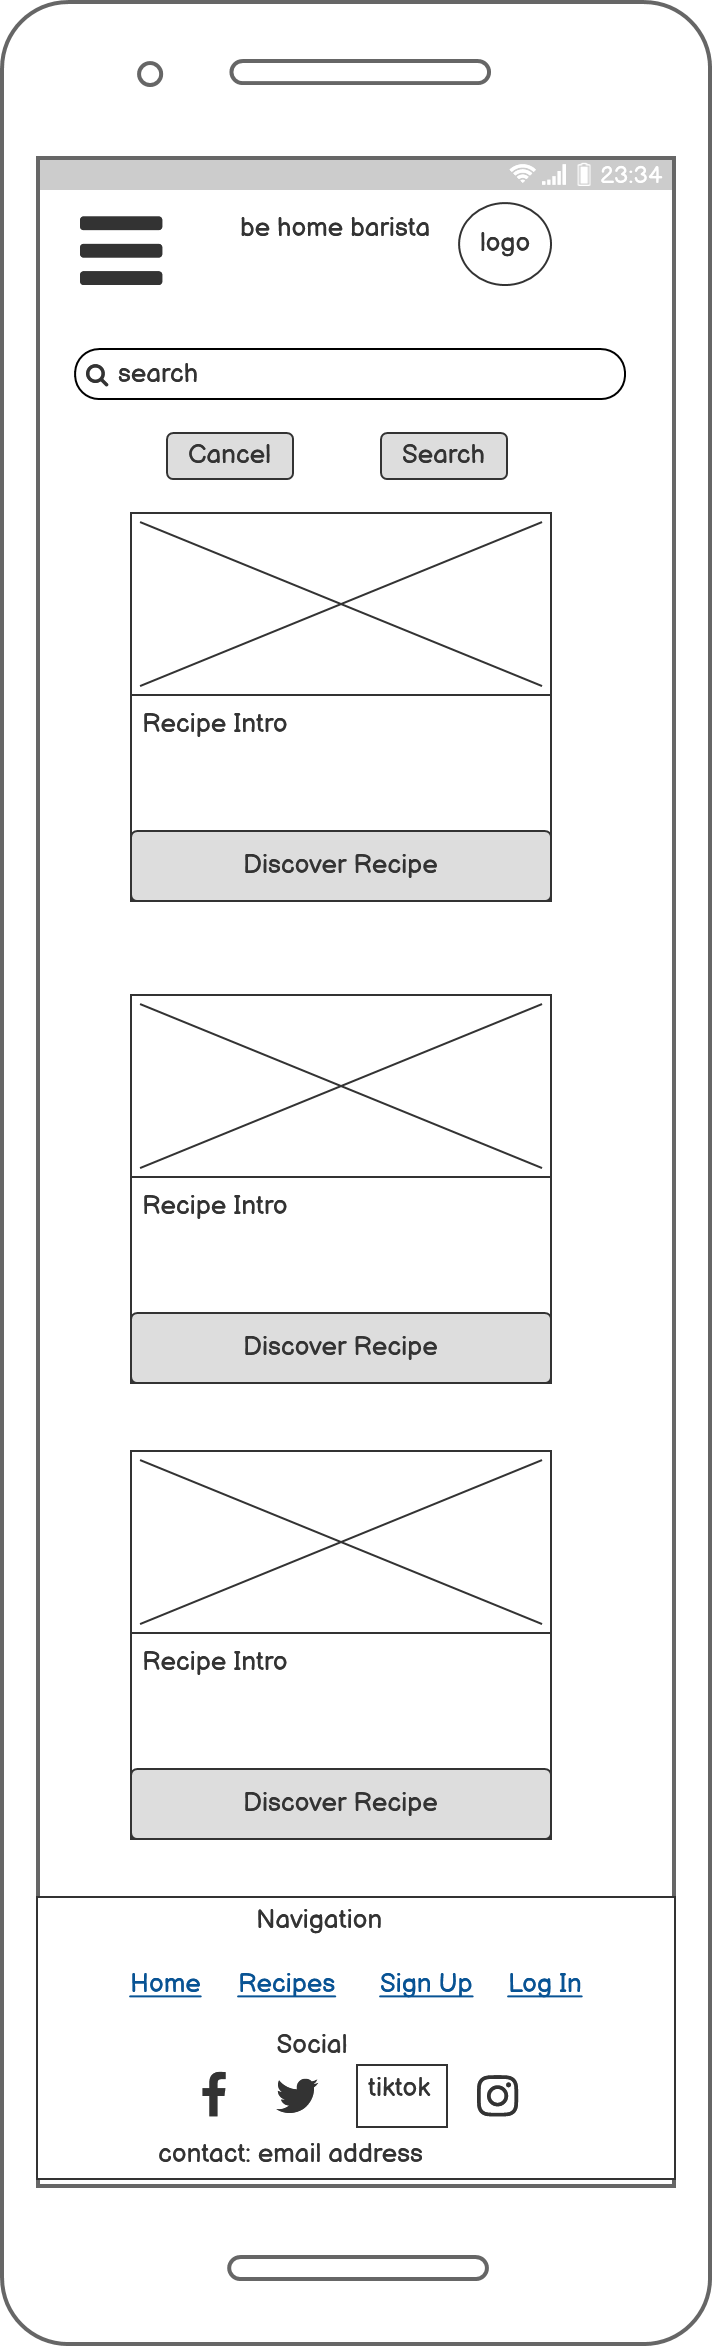 23:34
be home barista
logo
search
Cancel Search
Recipe Intro
Discover Recipe
Recipe Intro
Discover Recipe
Recipe Intro
Discover Recipe
Navigation
Home Recipes Sign Up Log In
Social
tiktok
contact: email address